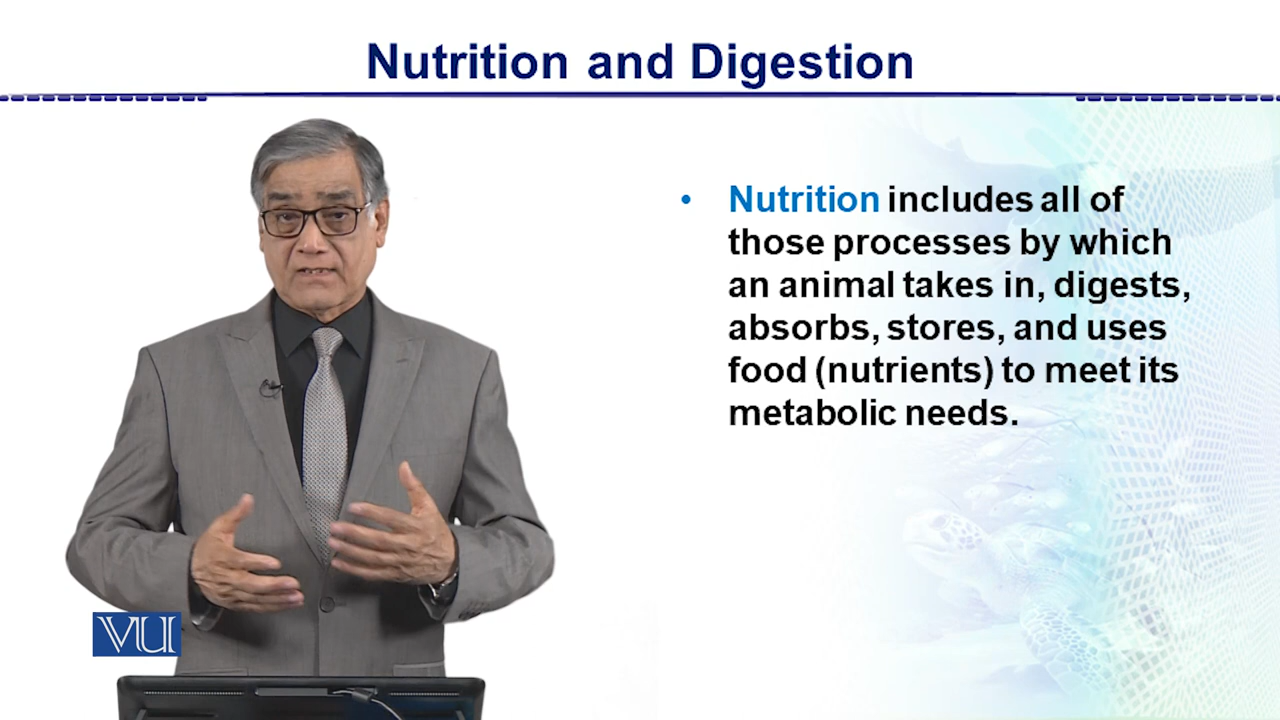 Nutrition and Digestion
• Nutrition includes all of
those processes by which
an animal takes in, digests,
absorbs, stores, and uses
food (nutrients) to meet its
metabolic needs.
VU